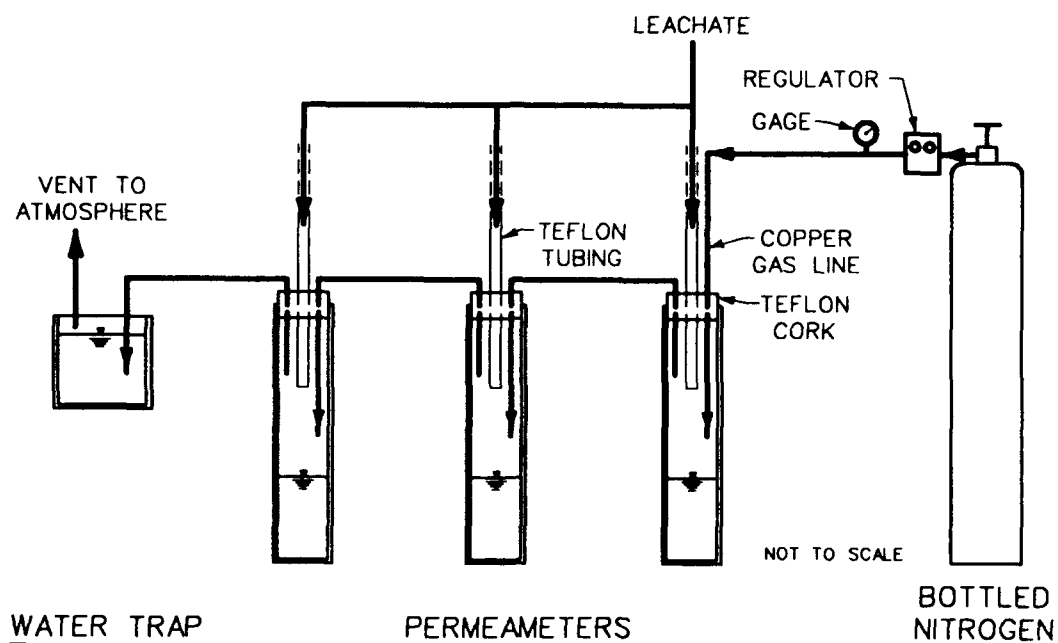 LEACHATE
REGULATOR
GAGE
VENT TO
ATMOSPHERE
TEFLON
TUBING
COPPER
GAS LINE
TEFLON
CORK
NOT TO SCALE
WATER TRAP
PERMEAMETERS
BOTTLED
NITROGEN